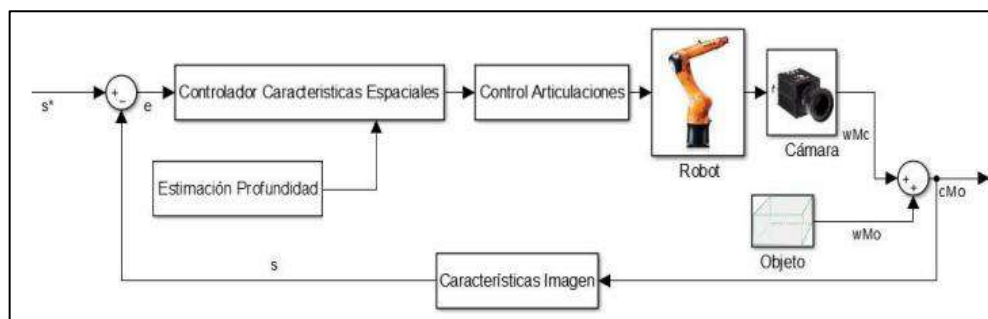 s*
e
Controlador Caracteristicas Espaciales
Control Articulaciones
Robot
Cámara
wMc
Estimación Profundidad
cMo
Objeto
wMo
s
Características Imagen